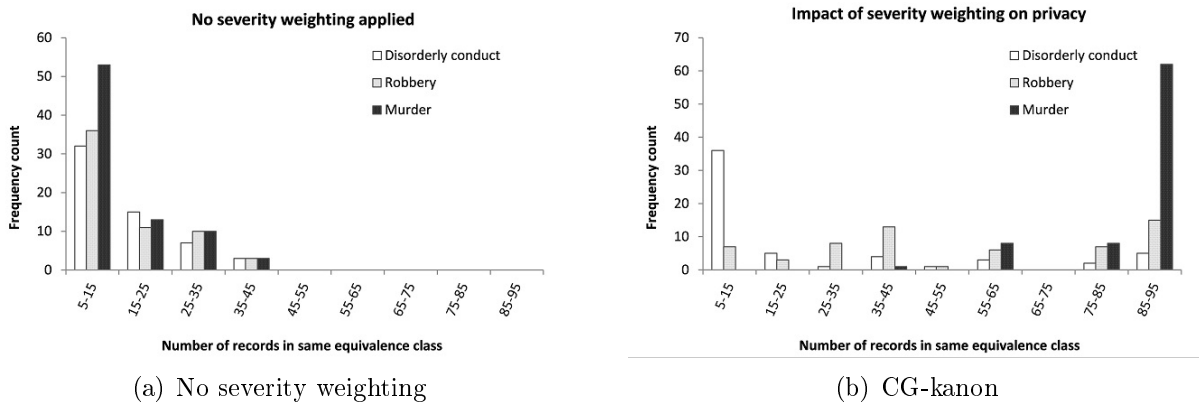 No severity weighting applied
60
50
40
30
20
10
0
Frequency count
Disorderly conduct
Robbery
Murder
5-15
15-25
25-35
35-45
45-55
55-65
65-75
75-85
85-95
Number of records in same equivalence class
(a) No severity weighting
Impact of severity weighting on privacy
70
60
50
40
30
20
10
0
Frequency count
Disorderly conduct
Robbery
Murder
5-15
15-25
25-35
35-45
45-55
55-65
65-75
75-85
85-95
Number of records in same equivalence class
(b) CG-kanon